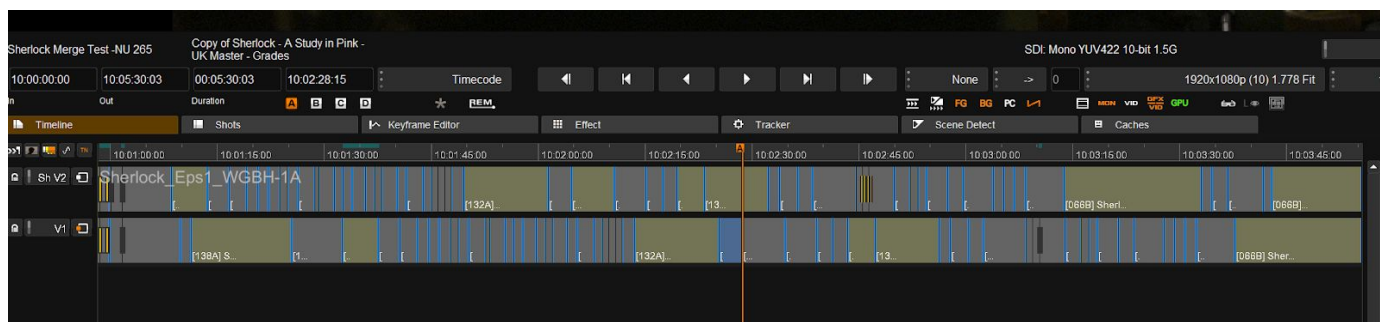 Sherlock Merge Test -NU 265
Copy of Sherlock - A Study in Pink -
UK Master - Grades
SDI: Mono YUV422 10-bit 1.5G
10:00:00:00 10:05:30:03 00:05:30:03 10:02:28:15 Timecode None -> 0 1920x1080p (10) 1.778 Fit
In Out Duration A B C D REM FG BG PC MON VID GFX VID GPU
Timeline Shots Keyframe Editor Effect Tracker Scene Detect Caches
10:01:00:00 10:01:15:00 10:01:30:00 10:01:45:00 10:02:00:00 10:02:15:00 A 10:02:30:00 10:02:45:00 10:03:00:00 10:03:15:00 10:03:30:00 10:03:45:00
Sh V2 Sherlock_Eps1_WGBH-1A
[ [ [ [ [ [132A]... [ [... [ [ [ [13... [ [... [ [ [ [.. [066B] Sherl... [ [. [066B]...
V1
[138A] S... [1... [.. [ [ [ [. [132A]... [ [... [ [. [ [13... [ [.. [ [ [. [066B] Sher...